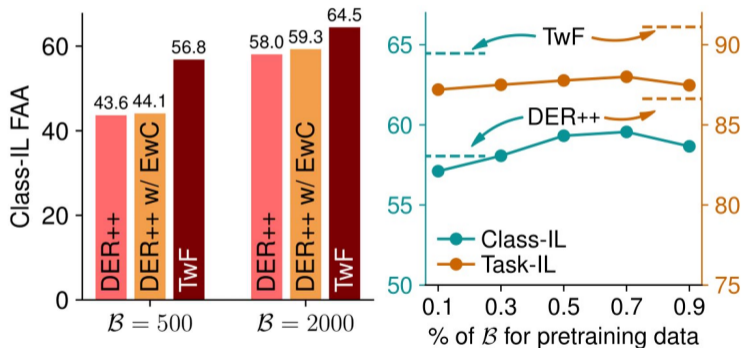 Class-IL FAA
0
20
40
60
43.6
44.1
56.8
58.0
59.3
64.5
DER++
DER++ w/ EwC
TwF
DER++
DER++ w/ EwC
TwF
ℬ = 500
ℬ = 2000
65
60
55
50
90
85
80
75
TwF
DER++
Class-IL
Task-IL
0.1
0.3
0.5
0.7
0.9
% of ℬ for pretraining data